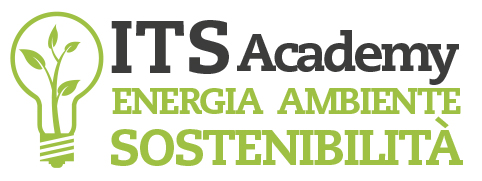 ITS Academy
ENERGIA AMBIENTE
SOSTENIBILITÀ